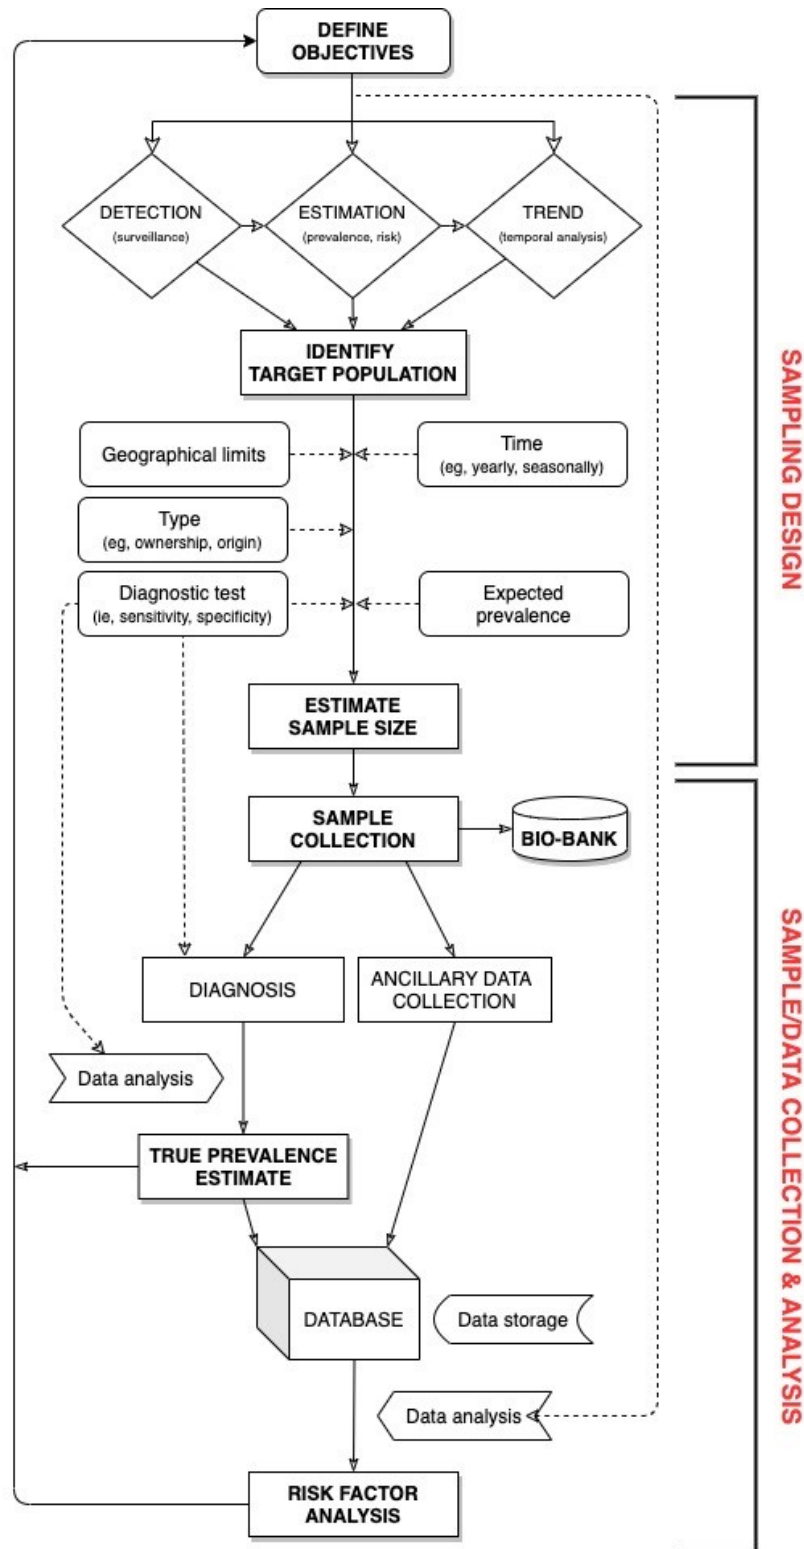 DEFINE
OBJECTIVES
DETECTION
(surveillance)
ESTIMATION
(prevalence, risk)
TREND
(temporal analysis)
IDENTIFY
TARGET POPULATION
Geographical limits
Time
(eg, yearly, seasonally)
Type
(eg, ownership, origin)
Diagnostic test
(ie, sensitivity, specificity)
Expected
prevalence
ESTIMATE
SAMPLE SIZE
SAMPLING DESIGN
SAMPLE
COLLECTION
BIO-BANK
DIAGNOSIS
ANCILLARY DATA
COLLECTION
Data analysis
TRUE PREVALENCE
ESTIMATE
DATABASE
Data storage
Data analysis
RISK FACTOR
ANALYSIS
SAMPLE/DATA COLLECTION & ANALYSIS